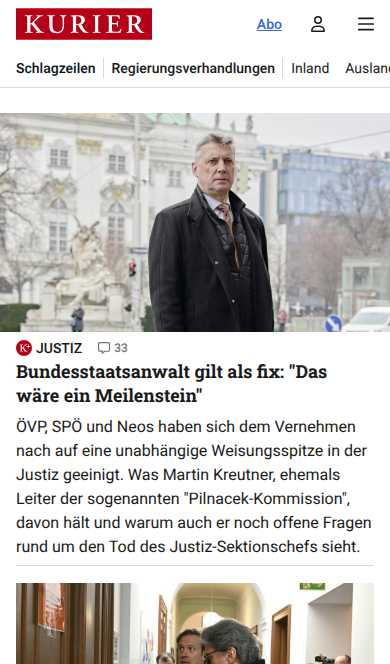 KURIER
Abo
Schlagzeilen Regierungsverhandlungen Inland Auslan
K+ JUSTIZ 33
Bundesstaatsanwalt gilt als fix: "Das
wäre ein Meilenstein"
ÖVP, SPÖ und Neos haben sich dem Vernehmen
nach auf eine unabhängige Weisungsspitze in der
Justiz geeinigt. Was Martin Kreutner, ehemals
Leiter der sogenannten "Pilnacek-Kommission",
davon hält und warum auch er noch offene Fragen
rund um den Tod des Justiz-Sektionschefs sieht.